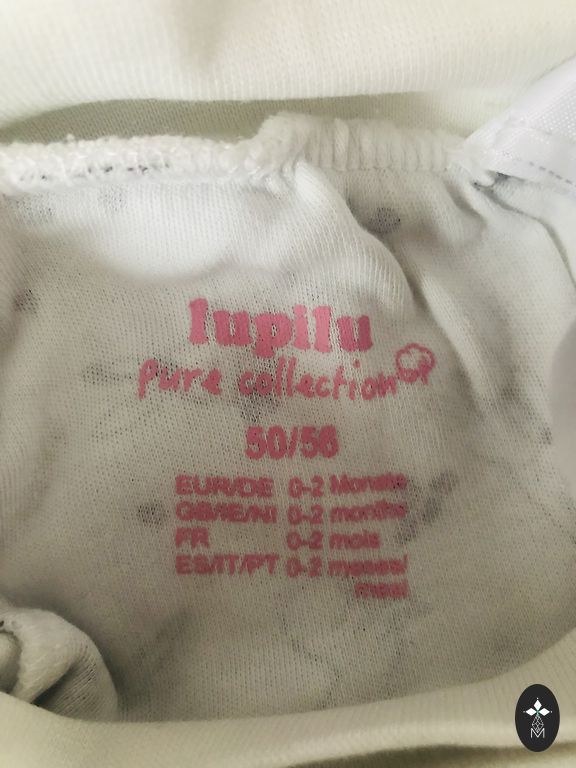 lupilu
pure collection
50/56
EUR/DE 0-2 Monate
GB/IE/NI 0-2 months
FR 0-2 mois
ES/IT/PT 0-2 meses/
mesi
M